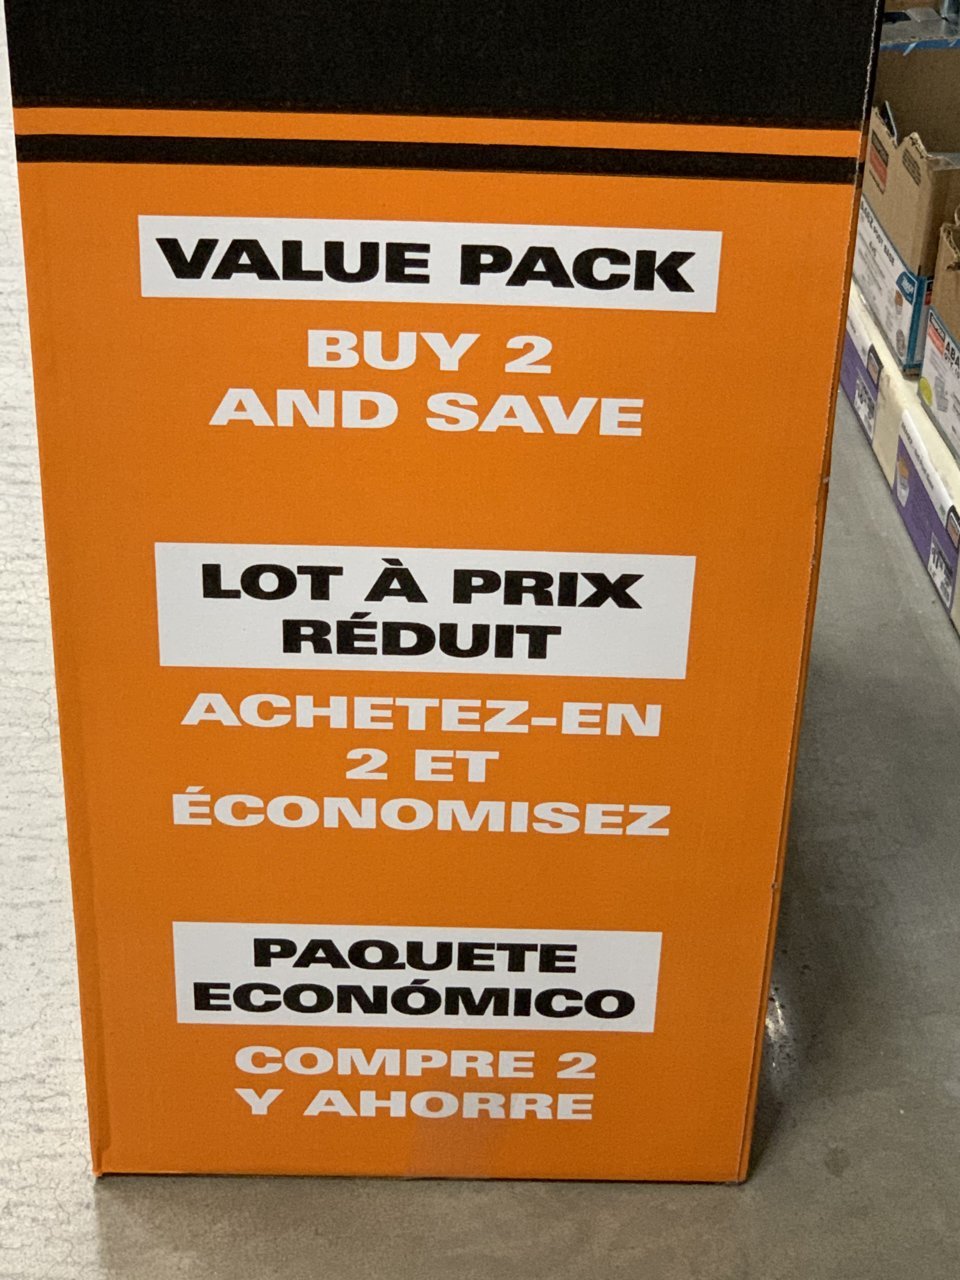 VALUE PACK
BUY 2
AND SAVE
LOT À PRIX
RÉDUIT
ACHETEZ-EN
2 ET
ÉCONOMISEZ
PAQUETE
ECONÓMICO
COMPRE 2
Y AHORRE